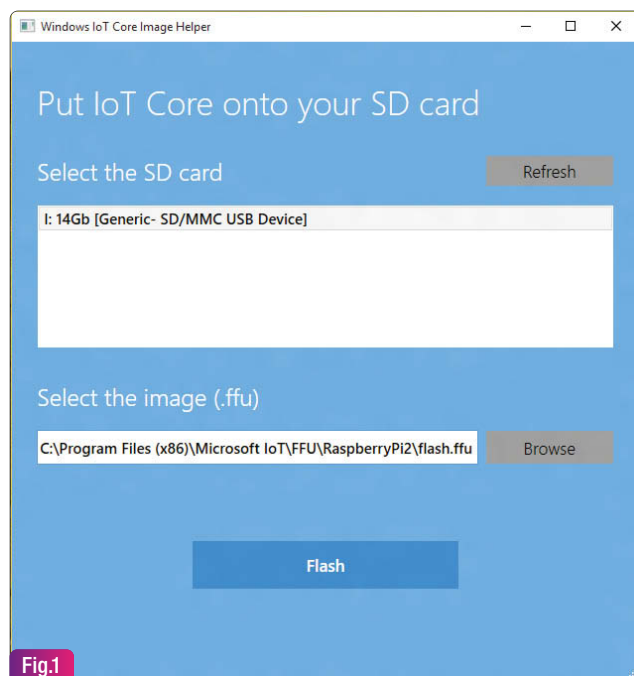 Windows IoT Core Image Helper
Put IoT Core onto your SD card
Select the SD card
Refresh
I: 14Gb [Generic- SD/MMC USB Device]
Select the image (.ffu)
C:\Program Files (x86)\Microsoft IoT\FFU\RaspberryPi2\flash.ffu
Browse
Flash
Fig.1